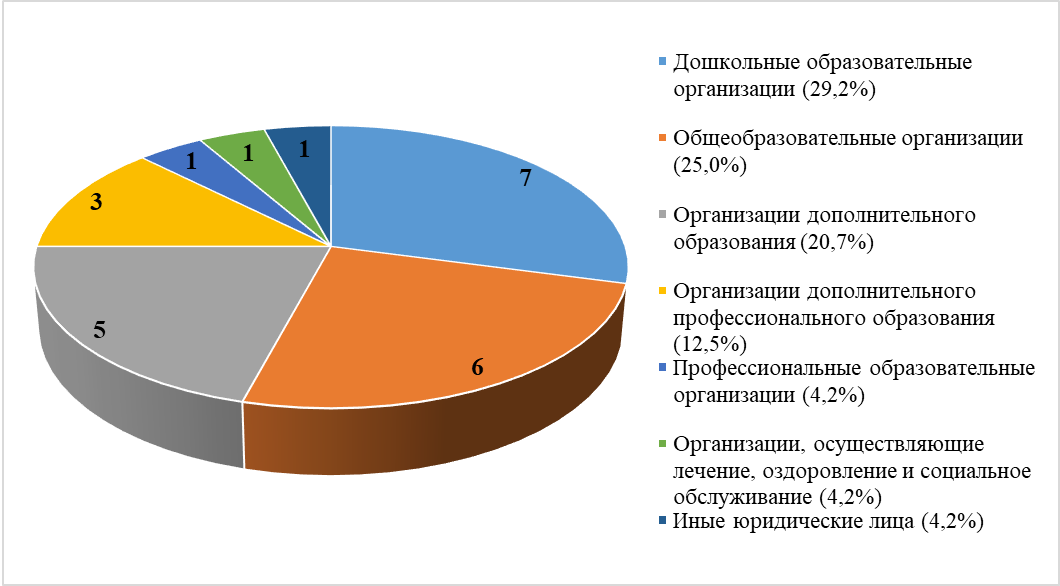 7
6
5
3
1
1
1
Дошкольные образовательные
организации (29,2%)
Общеобразовательные организации
(25,0%)
Организации дополнительного
образования (20,7%)
Организации дополнительного
профессионального образования
(12,5%)
Профессиональные образовательные
организации (4,2%)
Организации, осуществляющие
лечение, оздоровление и социальное
обслуживание (4,2%)
Иные юридические лица (4,2%)